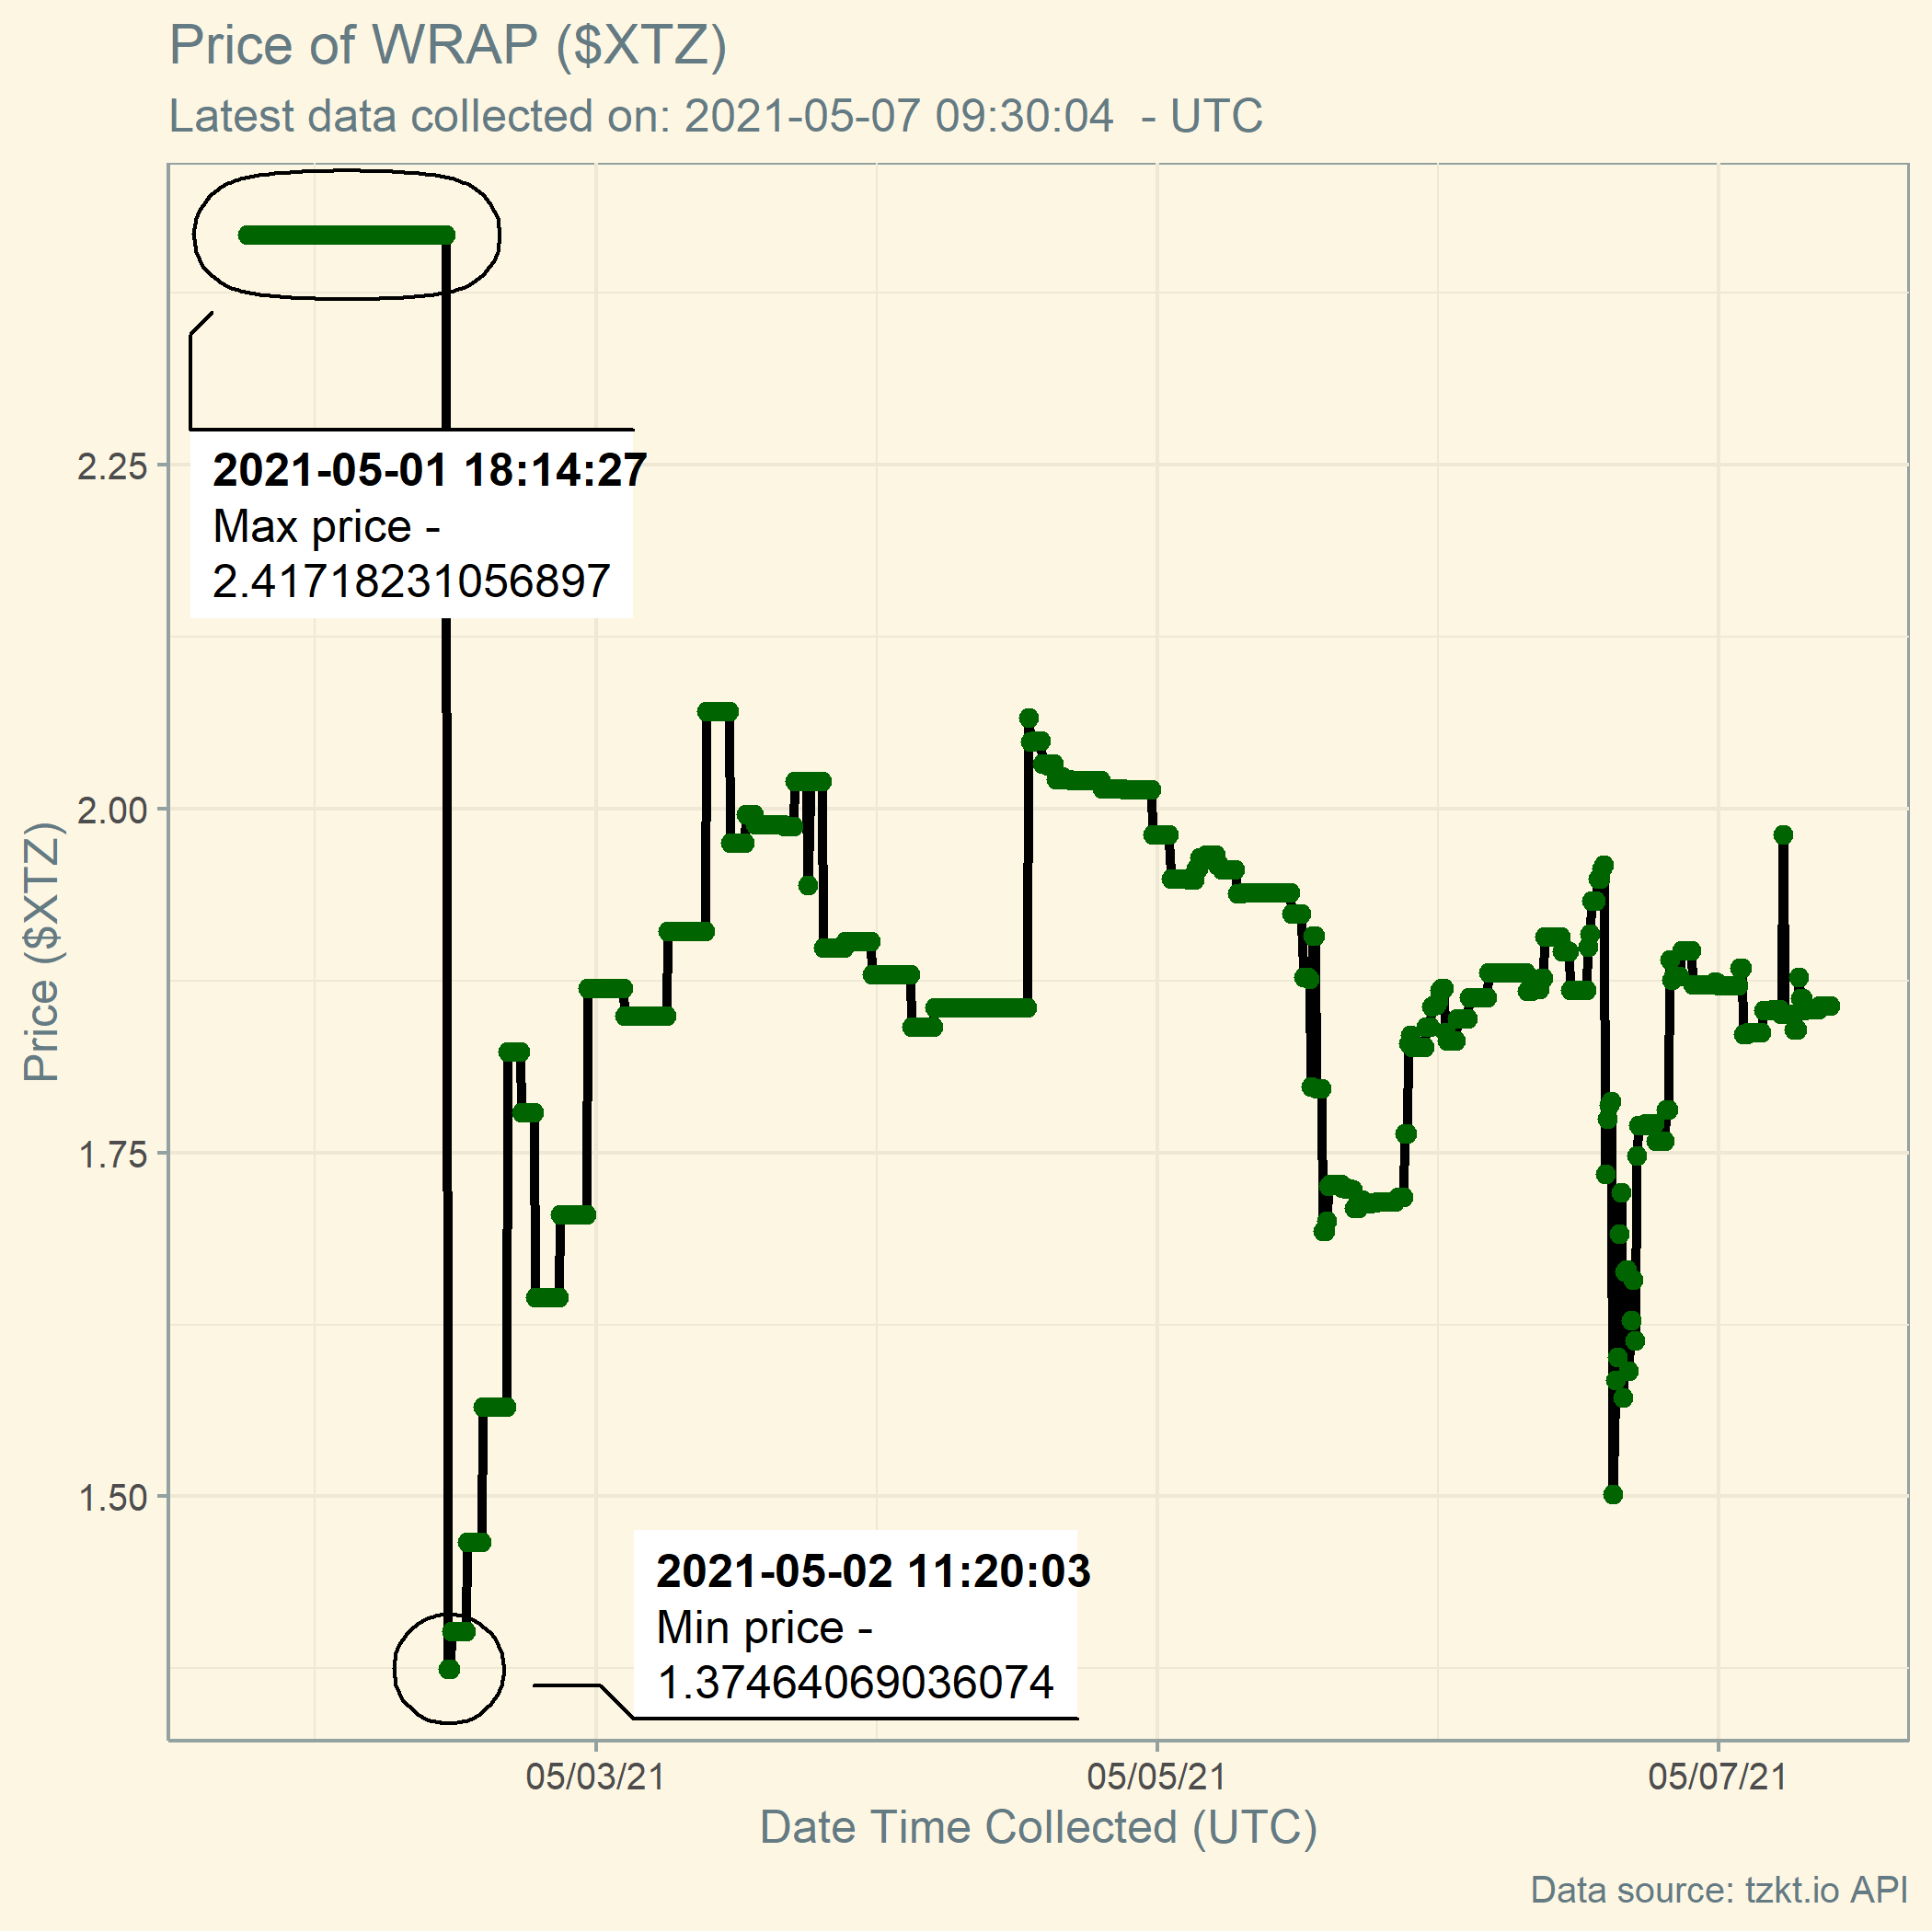 Price of WRAP ($XTZ)
Latest data collected on: 2021-05-07 09:30:04  - UTC
2021-05-01 18:14:27
Max price -
2.41718231056897
2.25
2.00
1.75
1.50
Price ($XTZ)
2021-05-02 11:20:03
Min price -
1.37464069036074
05/03/21
05/05/21
05/07/21
Date Time Collected (UTC)
Data source: tzkt.io API